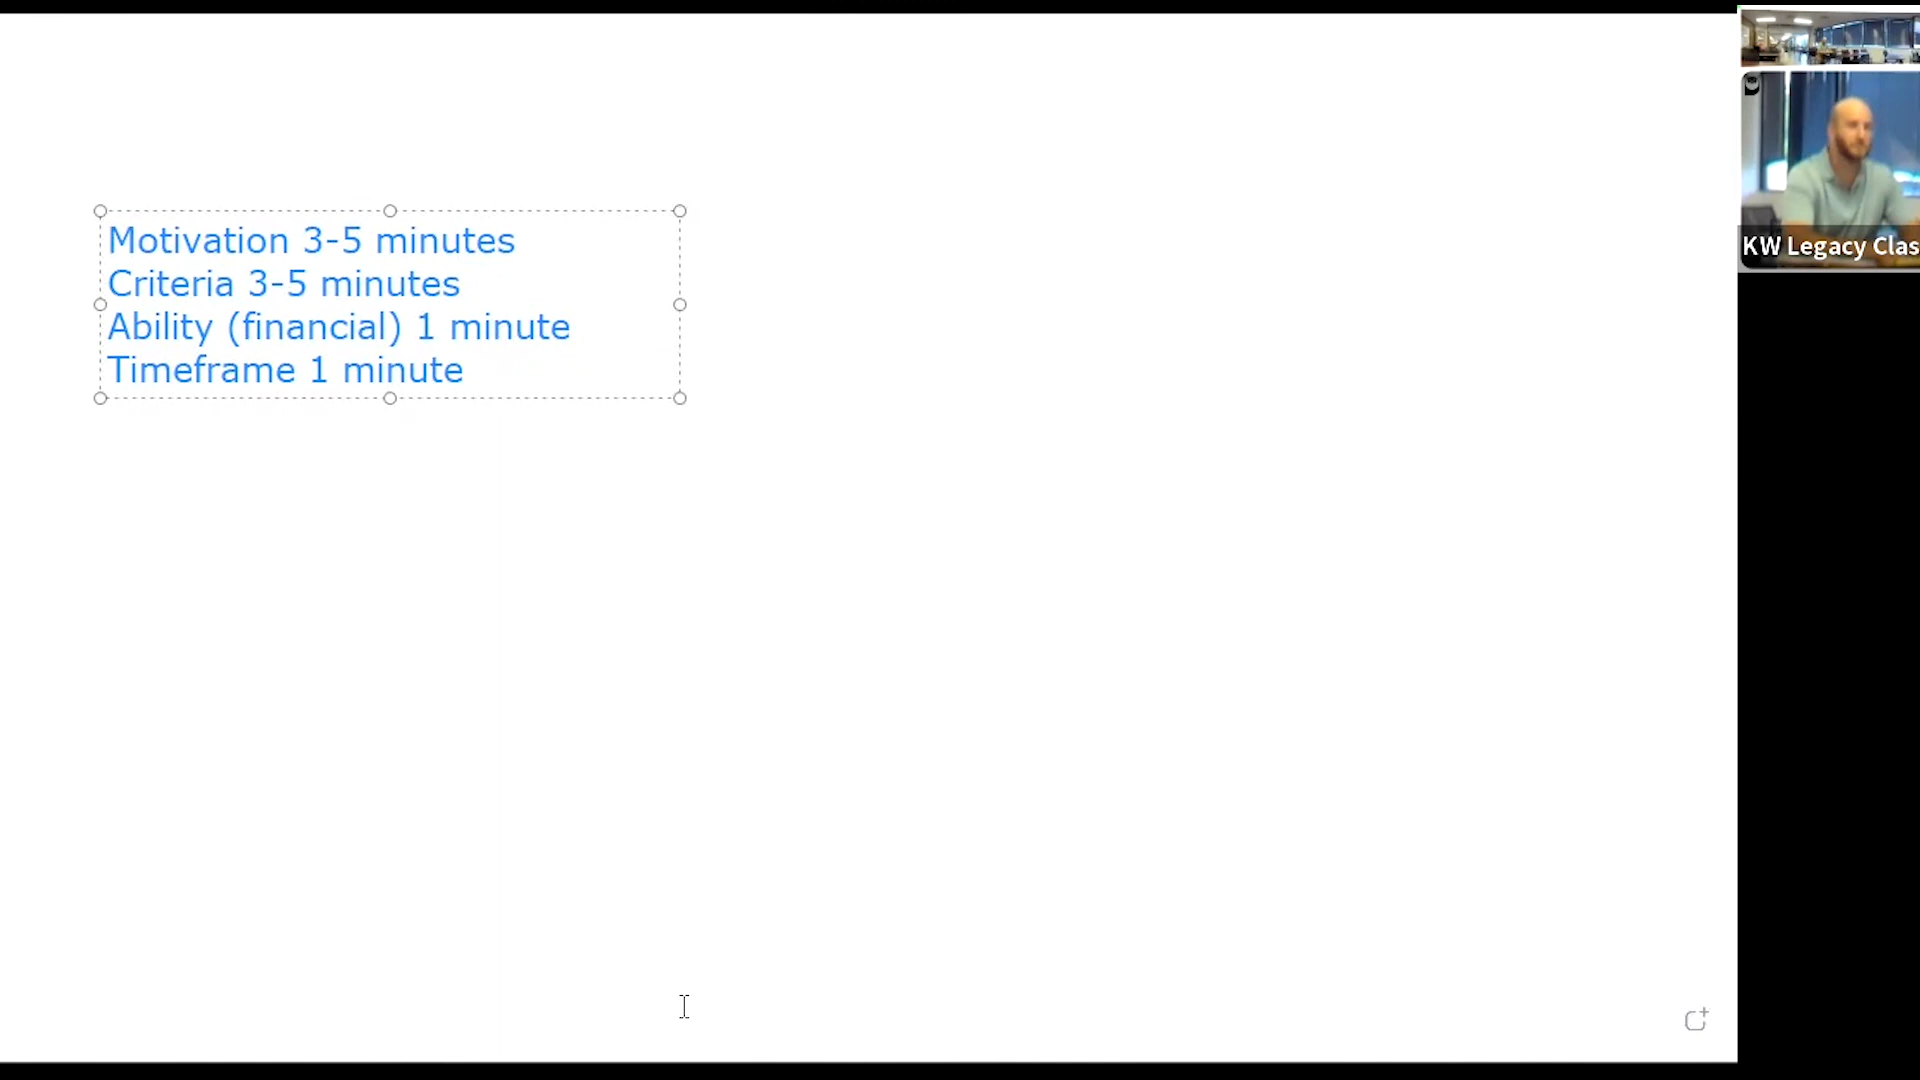 Motivation 3-5 minutes
Criteria 3-5 minutes
Ability (financial) 1 minute
Timeframe 1 minute
KW Legacy Clas